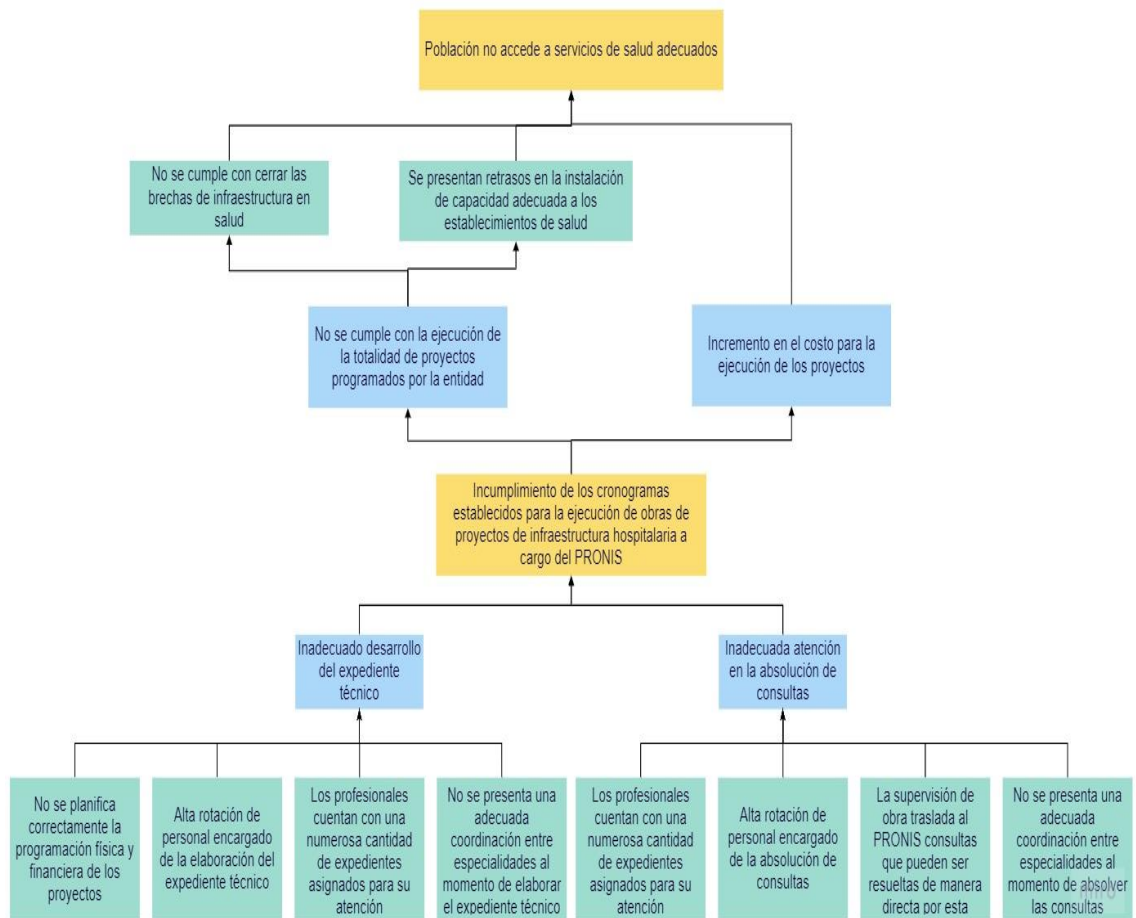 Población no accede a servicios de salud adecuados
No se cumple con cerrar las
brechas de infraestructura en
salud
Se presentan retrasos en la instalación
de capacidad adecuada a los
establecimientos de salud
No se cumple con la ejecución de
la totalidad de proyectos
programados por la entidad
Incremento en el costo para la
ejecución de los proyectos
Incumplimiento de los cronogramas
establecidos para la ejecución de obras de
proyectos de infraestructura hospitalaria a
cargo del PRONIS
Inadecuado desarrollo
del expediente
técnico
Inadecuada atención
en la absolución de
consultas
No se planifica
correctamente la
programación física y
financiera de los
proyectos
Alta rotación de
personal encargado
de la elaboración del
expediente técnico
Los profesionales
cuentan con una
numerosa cantidad
de expedientes
asignados para su
atención
No se presenta una
adecuada
coordinación entre
especialidades al
momento de elaborar
el expediente técnico
Los profesionales
cuentan con una
numerosa cantidad
de expedientes
asignados para su
atención
Alta rotación de
personal encargado
de la absolución de
consultas
La supervisión de
obra traslada al
PRONIS consultas
que pueden ser
resueltas de manera
directa por esta
No se presenta una
adecuada
coordinación entre
especialidades al
momento de absolver
las consultas
miro